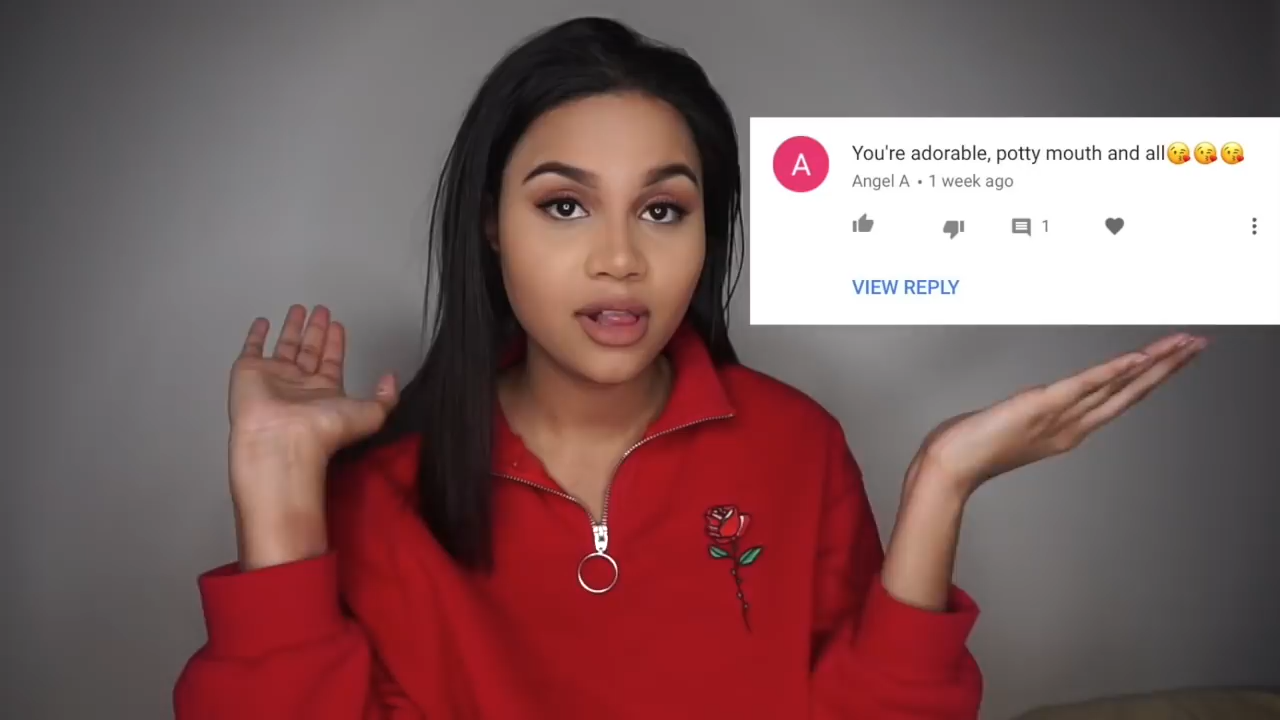 A
You're adorable, potty mouth and all😘😘😘
Angel A • 1 week ago
1
VIEW REPLY